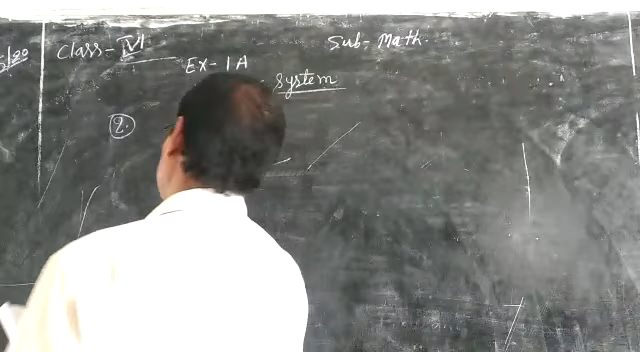 Class - VI Sub - Math.
Ex - 1A
System
2.